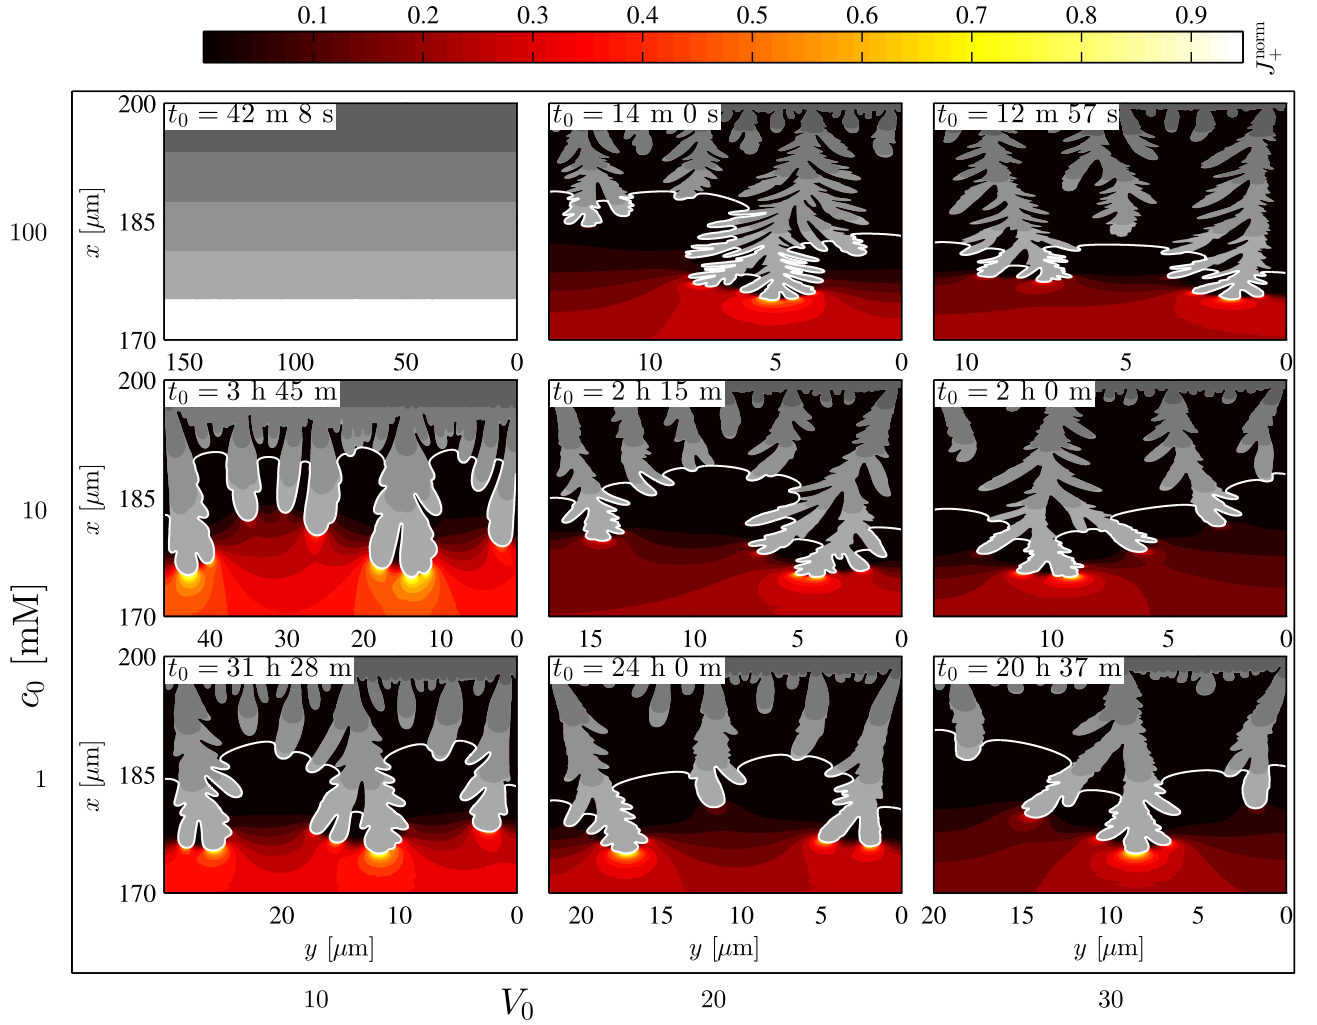 0.1 0.2 0.3 0.4 0.5 0.6 0.7 0.8 0.9
J₊ⁿᵒʳᵐ
t₀ = 42 m 8 s
t₀ = 14 m 0 s
t₀ = 12 m 57 s
200
185
170
x [μm]
100
150 100 50 0
10 5 0
10 5 0
t₀ = 3 h 45 m
t₀ = 2 h 15 m
t₀ = 2 h 0 m
200
185
170
x [μm]
10
40 30 20 10 0
15 10 5 0
10 5 0
c₀ [mM]
t₀ = 31 h 28 m
t₀ = 24 h 0 m
t₀ = 20 h 37 m
200
185
170
x [μm]
1
20 10 0
20 15 10 5 0
20 15 10 5 0
y [μm]
y [μm]
y [μm]
10 V₀ 20 30